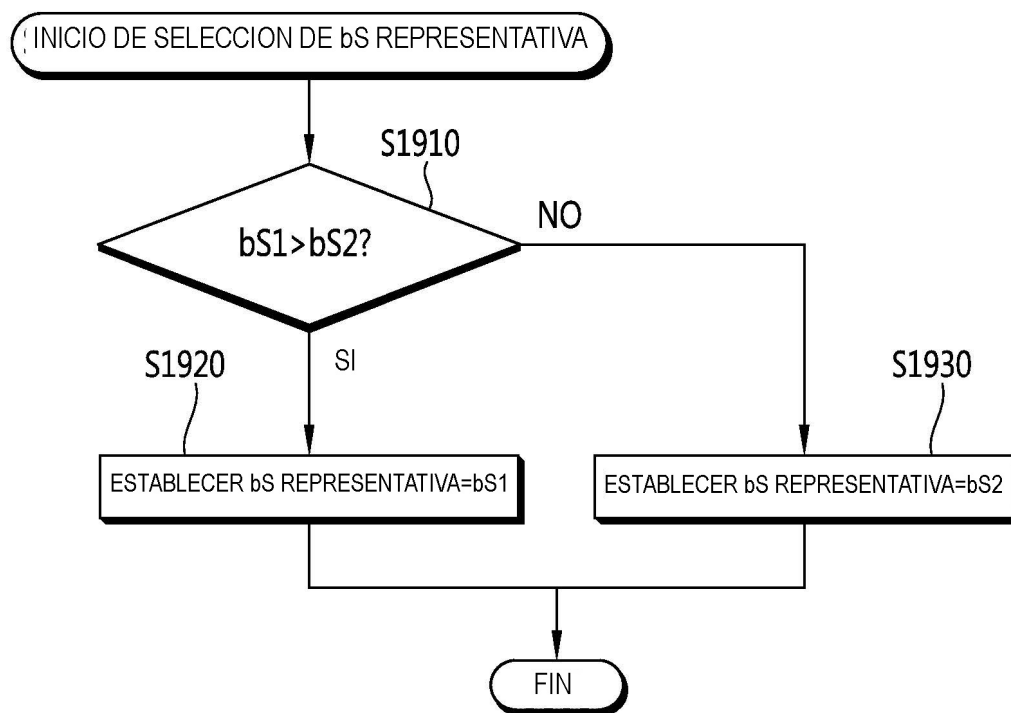 INICIO DE SELECCION DE bS REPRESENTATIVA
S1910
bS1>bS2?
NO
SI
S1920
S1930
ESTABLECER bS REPRESENTATIVA=bS1
ESTABLECER bS REPRESENTATIVA=bS2
FIN